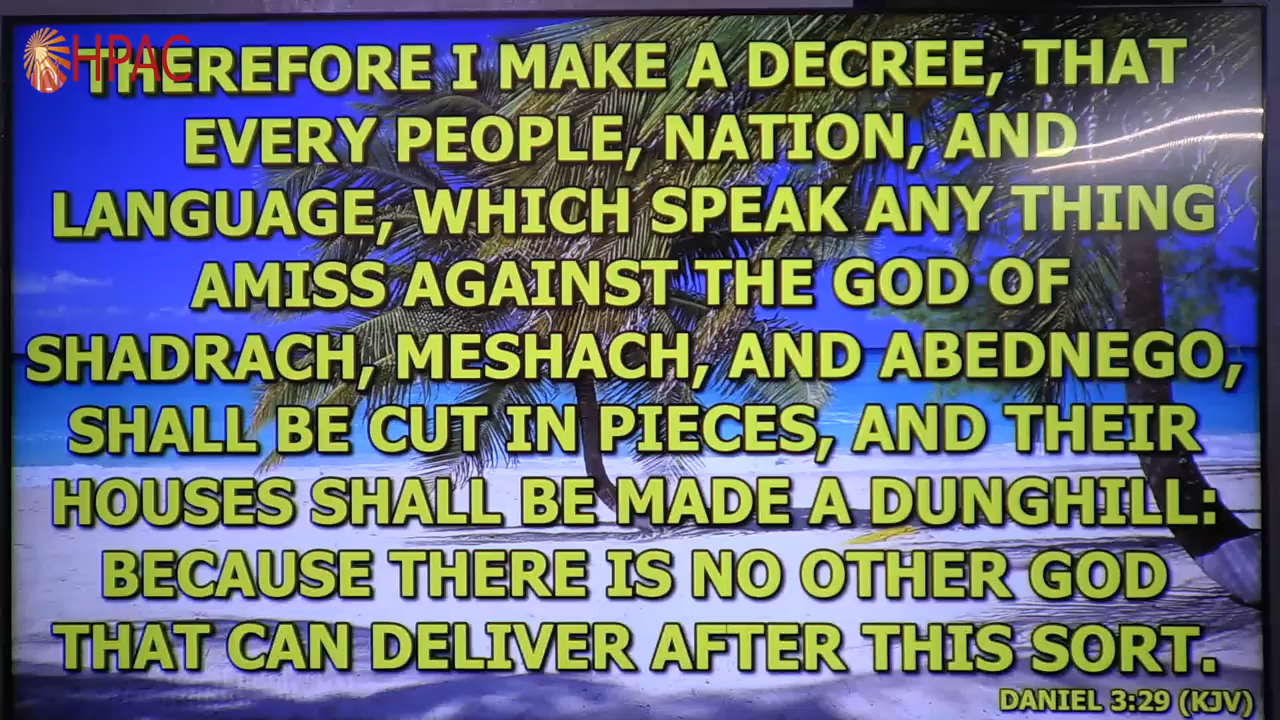 HPAC
THEREFORE I MAKE A DECREE, THAT
EVERY PEOPLE, NATION, AND
LANGUAGE, WHICH SPEAK ANY THING
AMISS AGAINST THE GOD OF
SHADRACH, MESHACH, AND ABEDNEGO,
SHALL BE CUT IN PIECES, AND THEIR
HOUSES SHALL BE MADE A DUNGHILL:
BECAUSE THERE IS NO OTHER GOD
THAT CAN DELIVER AFTER THIS SORT.
DANIEL 3:29 (KJV)